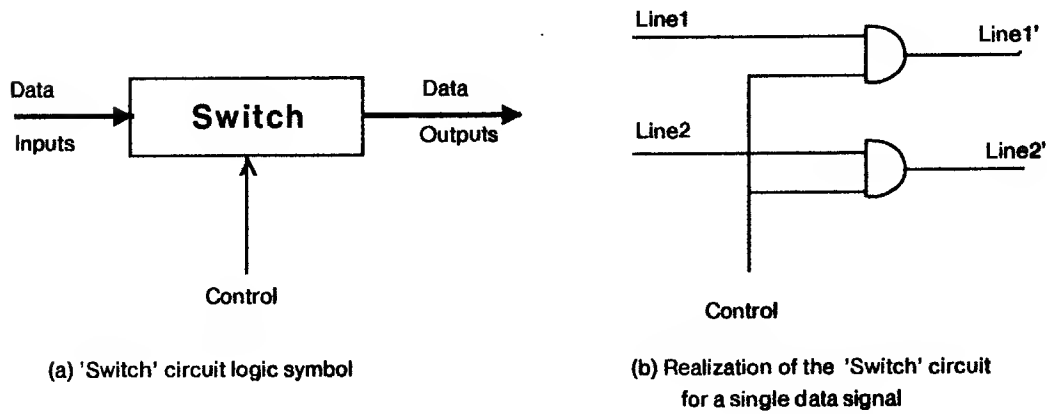 Data
Inputs
Switch
Data
Outputs
Control
(a) 'Switch' circuit logic symbol
Line1
Line1'
Line2
Line2'
Control
(b) Realization of the 'Switch' circuit
for a single data signal